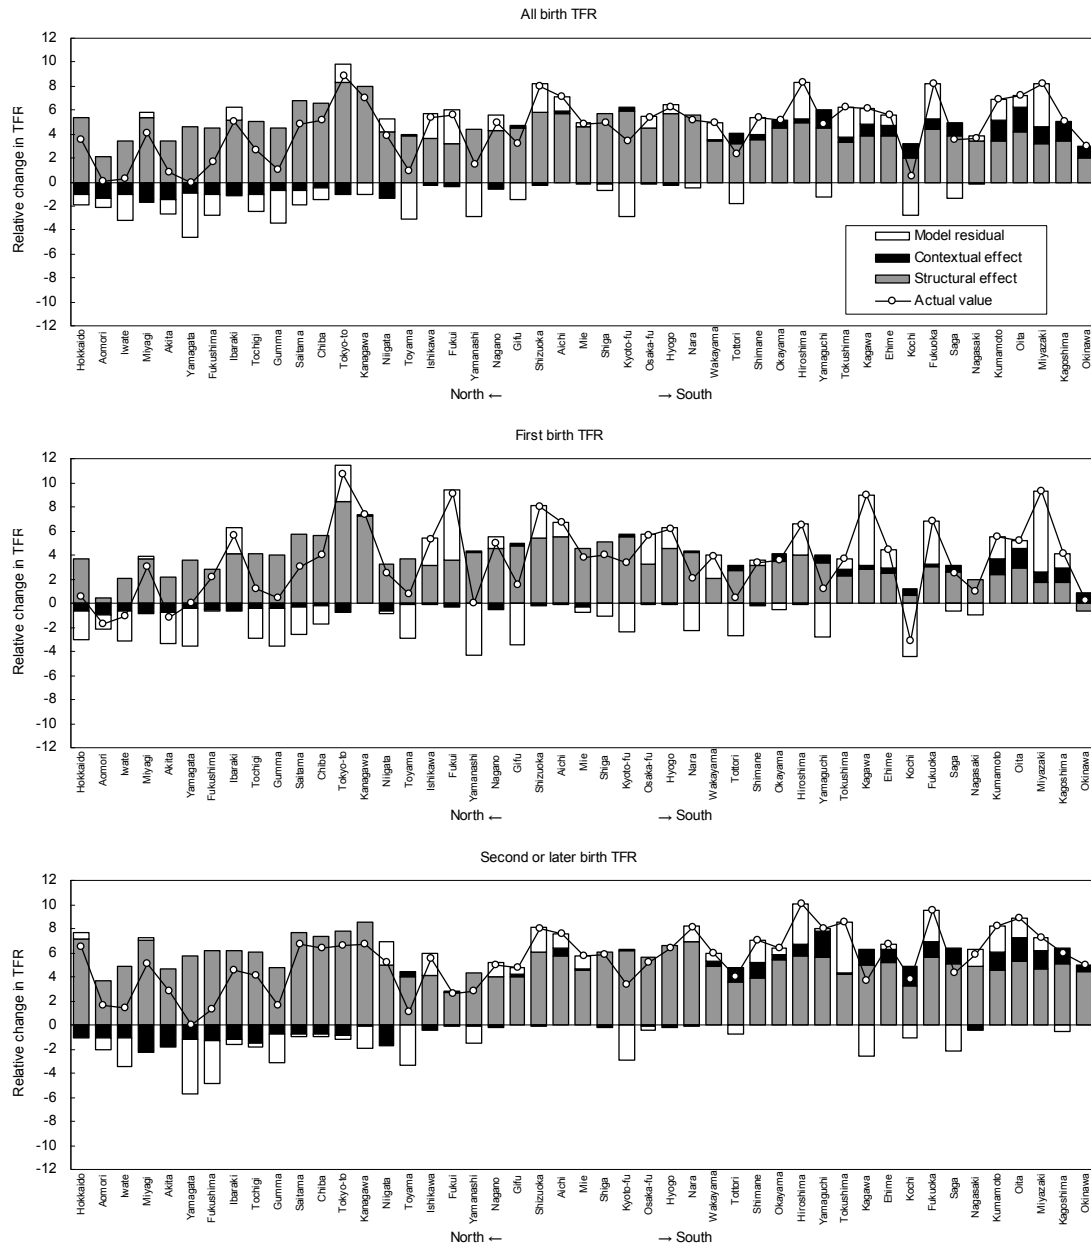 All birth TFR
Relative change in TFR
12
10
8
6
4
2
0
-2
-4
-6
-8
-10
-12
Model residual
Contextual effect
Structural effect
Actual value
Hokkaido
Aomori
Iwate
Miyagi
Akita
Yamagata
Fukushima
Ibaraki
Tochigi
Gumma
Saitama
Chiba
Tokyo-to
Kanagawa
Niigata
Toyama
Ishikawa
Fukui
Yamanashi
Nagano
Gifu
Shizuoka
Aichi
Mie
Shiga
Kyoto-fu
Osaka-fu
Hyogo
Nara
Wakayama
Tottori
Shimane
Okayama
Hiroshima
Yamaguchi
Tokushima
Kagawa
Ehime
Kochi
Fukuoka
Saga
Nagasaki
Kumamoto
Oita
Miyazaki
Kagoshima
Okinawa
North ← → South
First birth TFR
Relative change in TFR
12
10
8
6
4
2
0
-2
-4
-6
-8
-10
-12
Hokkaido
Aomori
Iwate
Miyagi
Akita
Yamagata
Fukushima
Ibaraki
Tochigi
Gumma
Saitama
Chiba
Tokyo-to
Kanagawa
Niigata
Toyama
Ishikawa
Fukui
Yamanashi
Nagano
Gifu
Shizuoka
Aichi
Mie
Shiga
Kyoto-fu
Osaka-fu
Hyogo
Nara
Wakayama
Tottori
Shimane
Okayama
Hiroshima
Yamaguchi
Tokushima
Kagawa
Ehime
Kochi
Fukuoka
Saga
Nagasaki
Kumamoto
Oita
Miyazaki
Kagoshima
Okinawa
North ← → South
Second or later birth TFR
Relative change in TFR
12
10
8
6
4
2
0
-2
-4
-6
-8
-10
-12
Hokkaido
Aomori
Iwate
Miyagi
Akita
Yamagata
Fukushima
Ibaraki
Tochigi
Gumma
Saitama
Chiba
Tokyo-to
Kanagawa
Niigata
Toyama
Ishikawa
Fukui
Yamanashi
Nagano
Gifu
Shizuoka
Aichi
Mie
Shiga
Kyoto-fu
Osaka-fu
Hyogo
Nara
Wakayama
Tottori
Shimane
Okayama
Hiroshima
Yamaguchi
Tokushima
Kagawa
Ehime
Kochi
Fukuoka
Saga
Nagasaki
Kumamoto
Oita
Miyazaki
Kagoshima
Okinawa
North ← → South